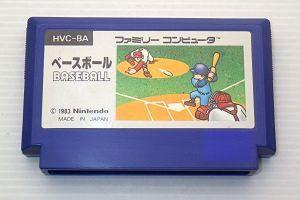 HVC-BA
ファミリー コンピュータ
ベースボール
BASEBALL
© 1983 Nintendo
MADE IN JAPAN